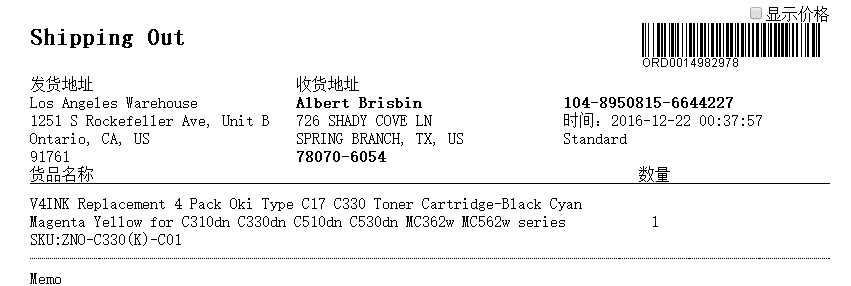 显示价格
Shipping Out
ORD0014982978
发货地址
Los Angeles Warehouse
1251 S Rockefeller Ave, Unit B
Ontario, CA, US
91761
收货地址
Albert Brisbin
726 SHADY COVE LN
SPRING BRANCH, TX, US
78070-6054
104-8950815-6644227
时间: 2016-12-22 00:37:57
Standard
货品名称 数量
V4INK Replacement 4 Pack Oki Type C17 C330 Toner Cartridge-Black Cyan
Magenta Yellow for C310dn C330dn C510dn C530dn MC362w MC562w series 1
SKU:ZNO-C330(K)-C01
Memo